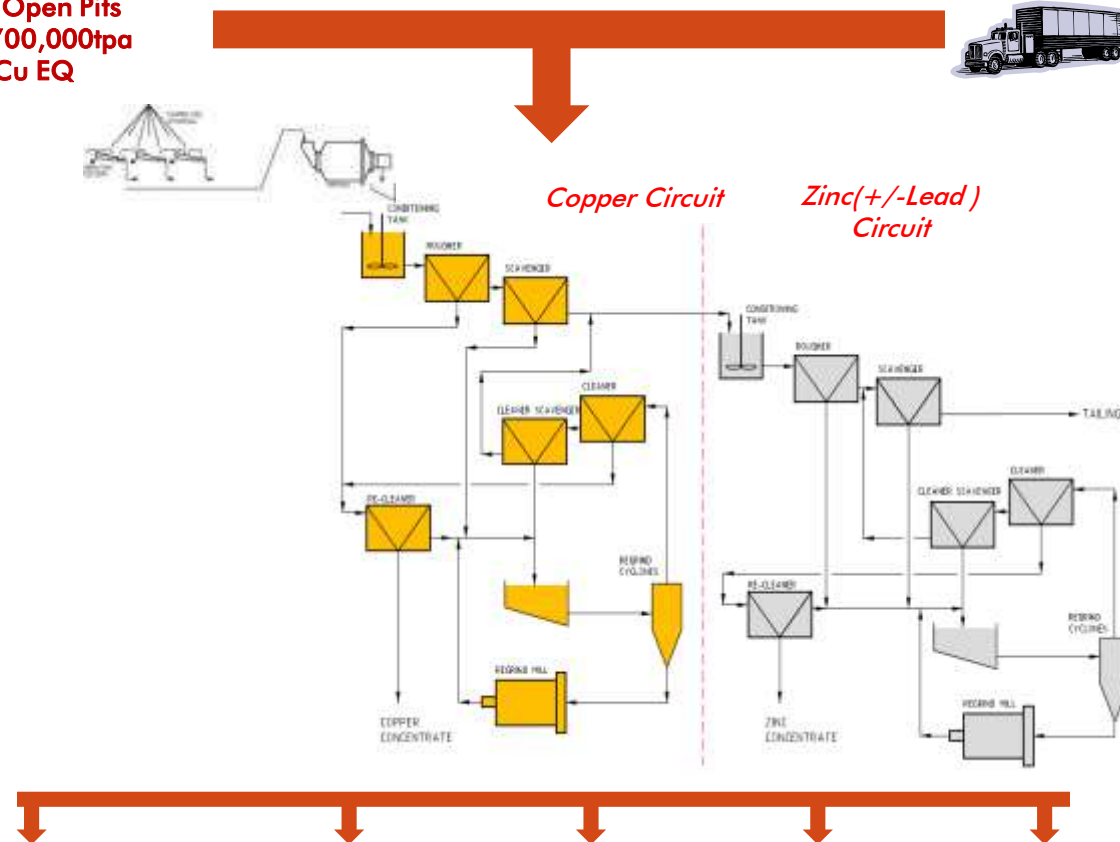 Open Pits
700,000tpa
Cu EQ
Copper Circuit
Zinc(+/-Lead )
Circuit
CONDITIONING
TANK
ROUGHER
SCAVENGER
CONDITIONING
TANK
ROUGHER
SCAVENGER
TAILING
CLEANER
CLEANER SCAVENGER
CLEANER
CLEANER SCAVENGER
RE-CLEANER
REGRIND
CYCLONES
RE-CLEANER
REGRIND
CYCLONES
REGRIND MILL
REGRIND MILL
COPPER
CONCENTRATE
ZINC
CONCENTRATE